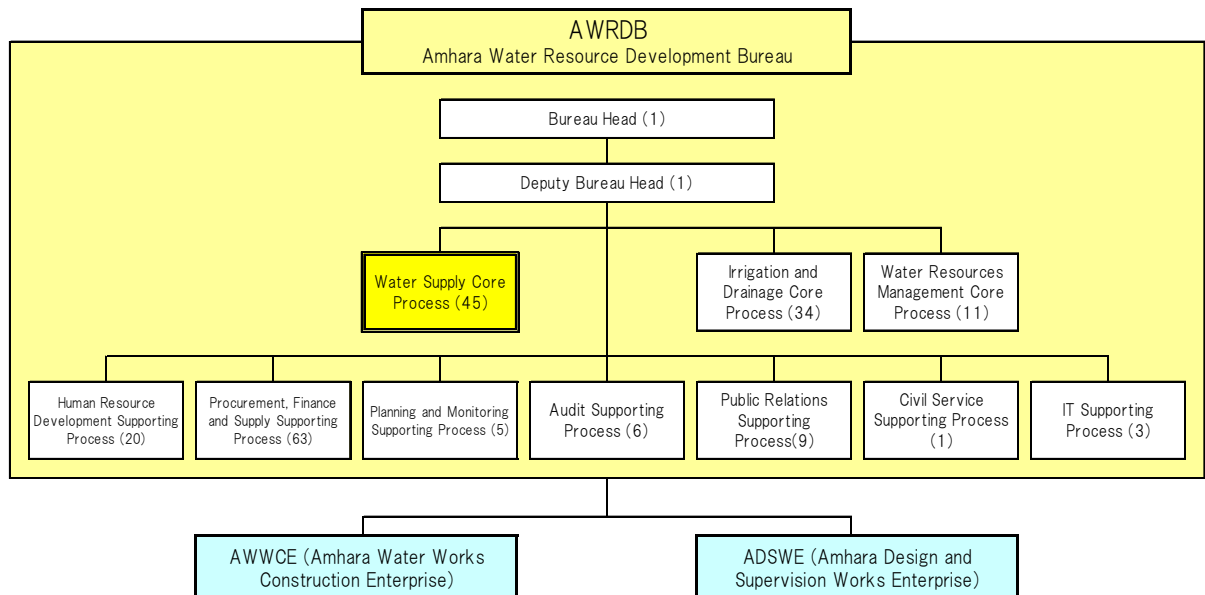 AWRDB
Amhara Water Resource Development Bureau
Bureau Head (1)
Deputy Bureau Head (1)
Water Supply Core
Process (45)
Irrigation and
Drainage Core
Process (34)
Water Resources
Management Core
Process (11)
Human Resource
Development Supporting
Process (20)
Procurement, Finance
and Supply Supporting
Process (63)
Planning and Monitoring
Supporting Process (5)
Audit Supporting
Process (6)
Public Relations
Supporting
Process(9)
Civil Service
Supporting Process
(1)
IT Supporting
Process (3)
AWWCE (Amhara Water Works
Construction Enterprise)
ADSWE (Amhara Design and
Supervision Works Enterprise)